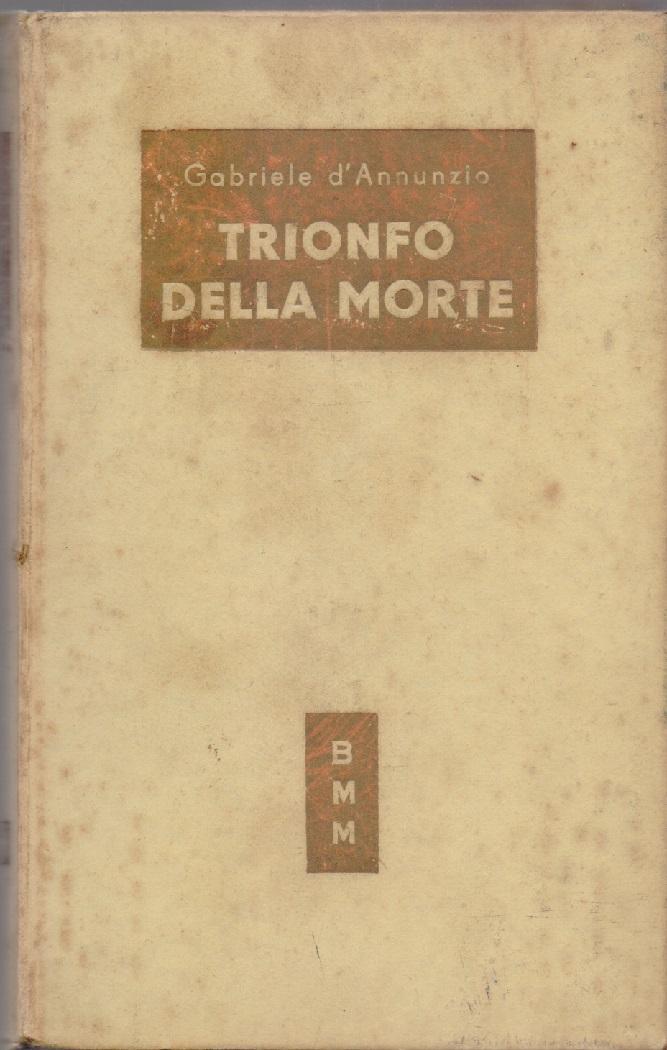 Gabriele d'Annunzio
TRIONFO
DELLA MORTE
B
M
M